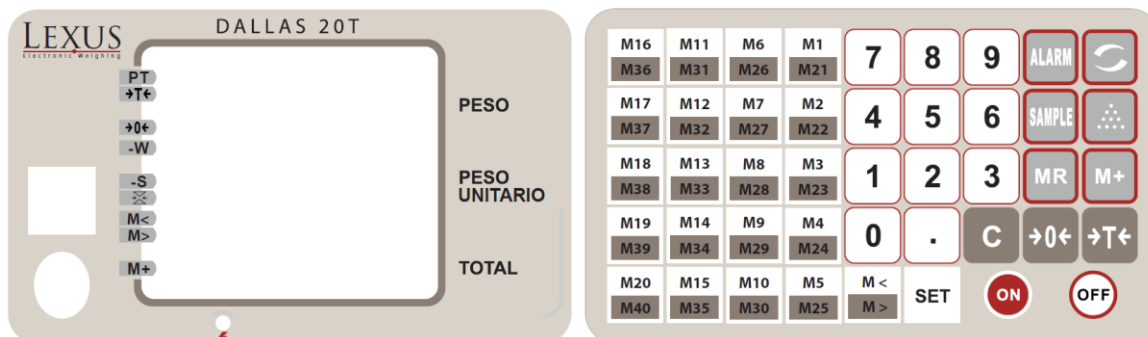 LEXUS
Electronic Weighing
DALLAS 20T
PT
→T←
→0←
-W
-S
M<
M>
M+
PESO
PESO
UNITARIO
TOTAL
M16 M11 M6 M1 7 8 9 ALARM
M36 M31 M26 M21
M17 M12 M7 M2 4 5 6 SAMPLE
M37 M32 M27 M22
M18 M13 M8 M3 1 2 3 MR M+
M38 M33 M28 M23
M19 M14 M9 M4 0 . C →0← →T←
M39 M34 M29 M24
M20 M15 M10 M5 M < SET ON OFF
M40 M35 M30 M25 M >